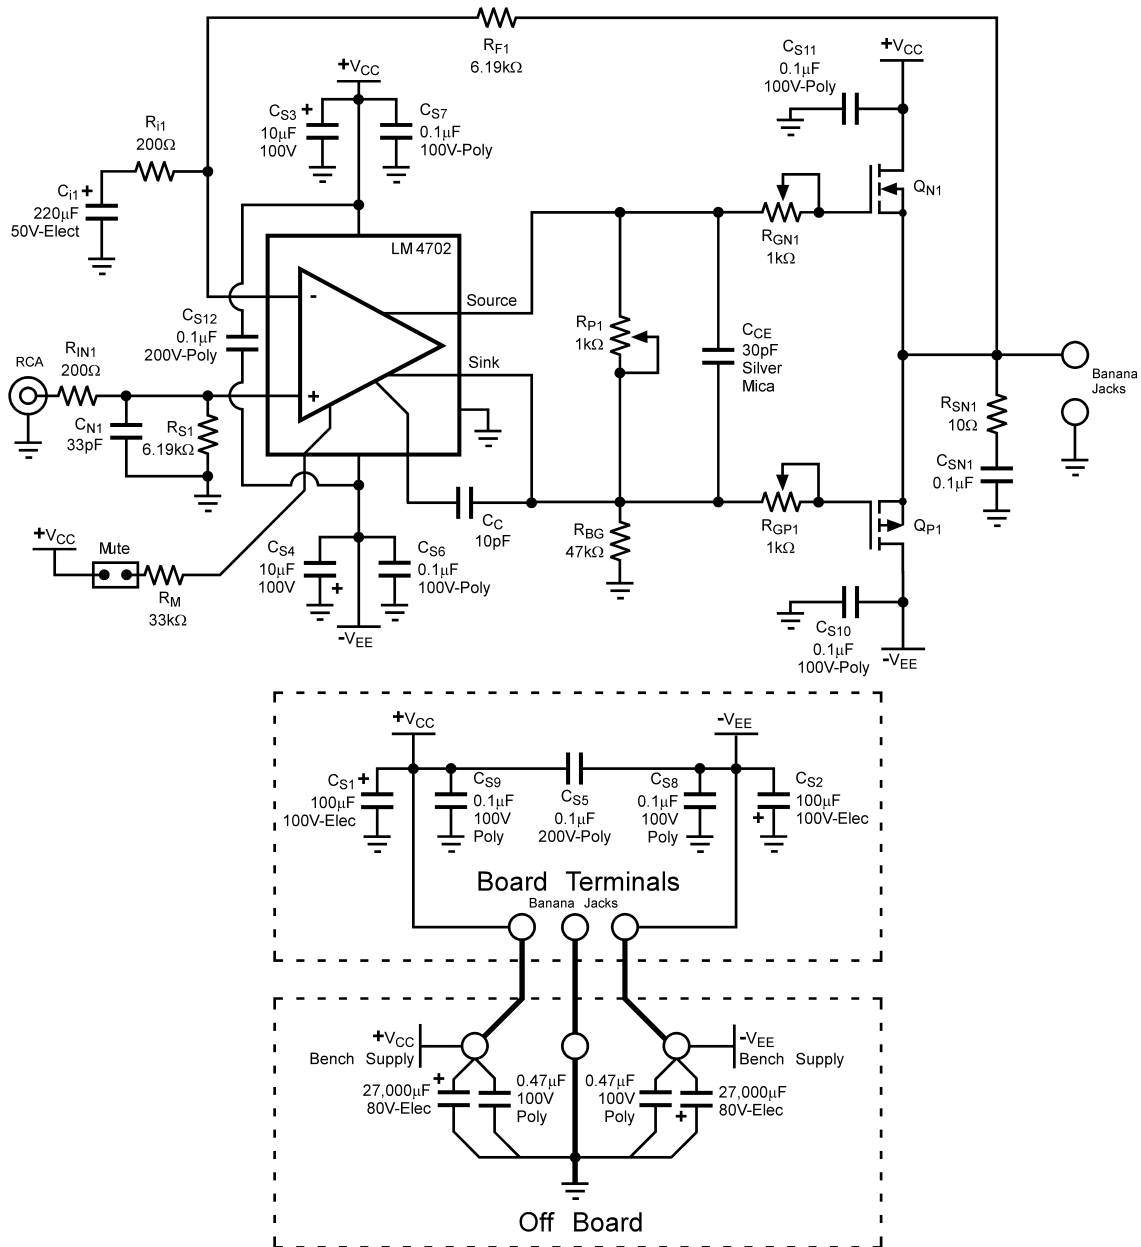 RF1
6.19kΩ
+VCC
CS11
0.1µF
100V-Poly
+VCC
CS3 +
10µF
100V
CS7
0.1µF
100V-Poly
Ri1
200Ω
Ci1 +
220µF
50V-Elect
QN1
RGN1
1kΩ
LM4702
-
Source
CS12
0.1µF
200V-Poly
RP1
1kΩ
CCE
30pF
Silver
Mica
Sink
RCA
RIN1
200Ω
+
Banana
Jacks
CN1
33pF
RS1
6.19kΩ
RSN1
10Ω
CSN1
0.1µF
CC
10pF
RBG
47kΩ
RGP1
1kΩ
QP1
+VCC
Mute
RM
33kΩ
CS4
10µF
100V
+
CS6
0.1µF
100V-Poly
-VEE
CS10
0.1µF
100V-Poly
-VEE
+VCC
-VEE
CS1 +
100µF
100V-Elec
CS9
0.1µF
100V
Poly
CS5
0.1µF
200V-Poly
CS8
0.1µF
100V
Poly
CS2
100µF
100V-Elec
+
Board Terminals
Banana Jacks
+VCC
Bench Supply
-VEE
Bench Supply
+
27,000µF
80V-Elec
0.47µF
100V
Poly
0.47µF
100V
Poly
+
27,000µF
80V-Elec
Off Board